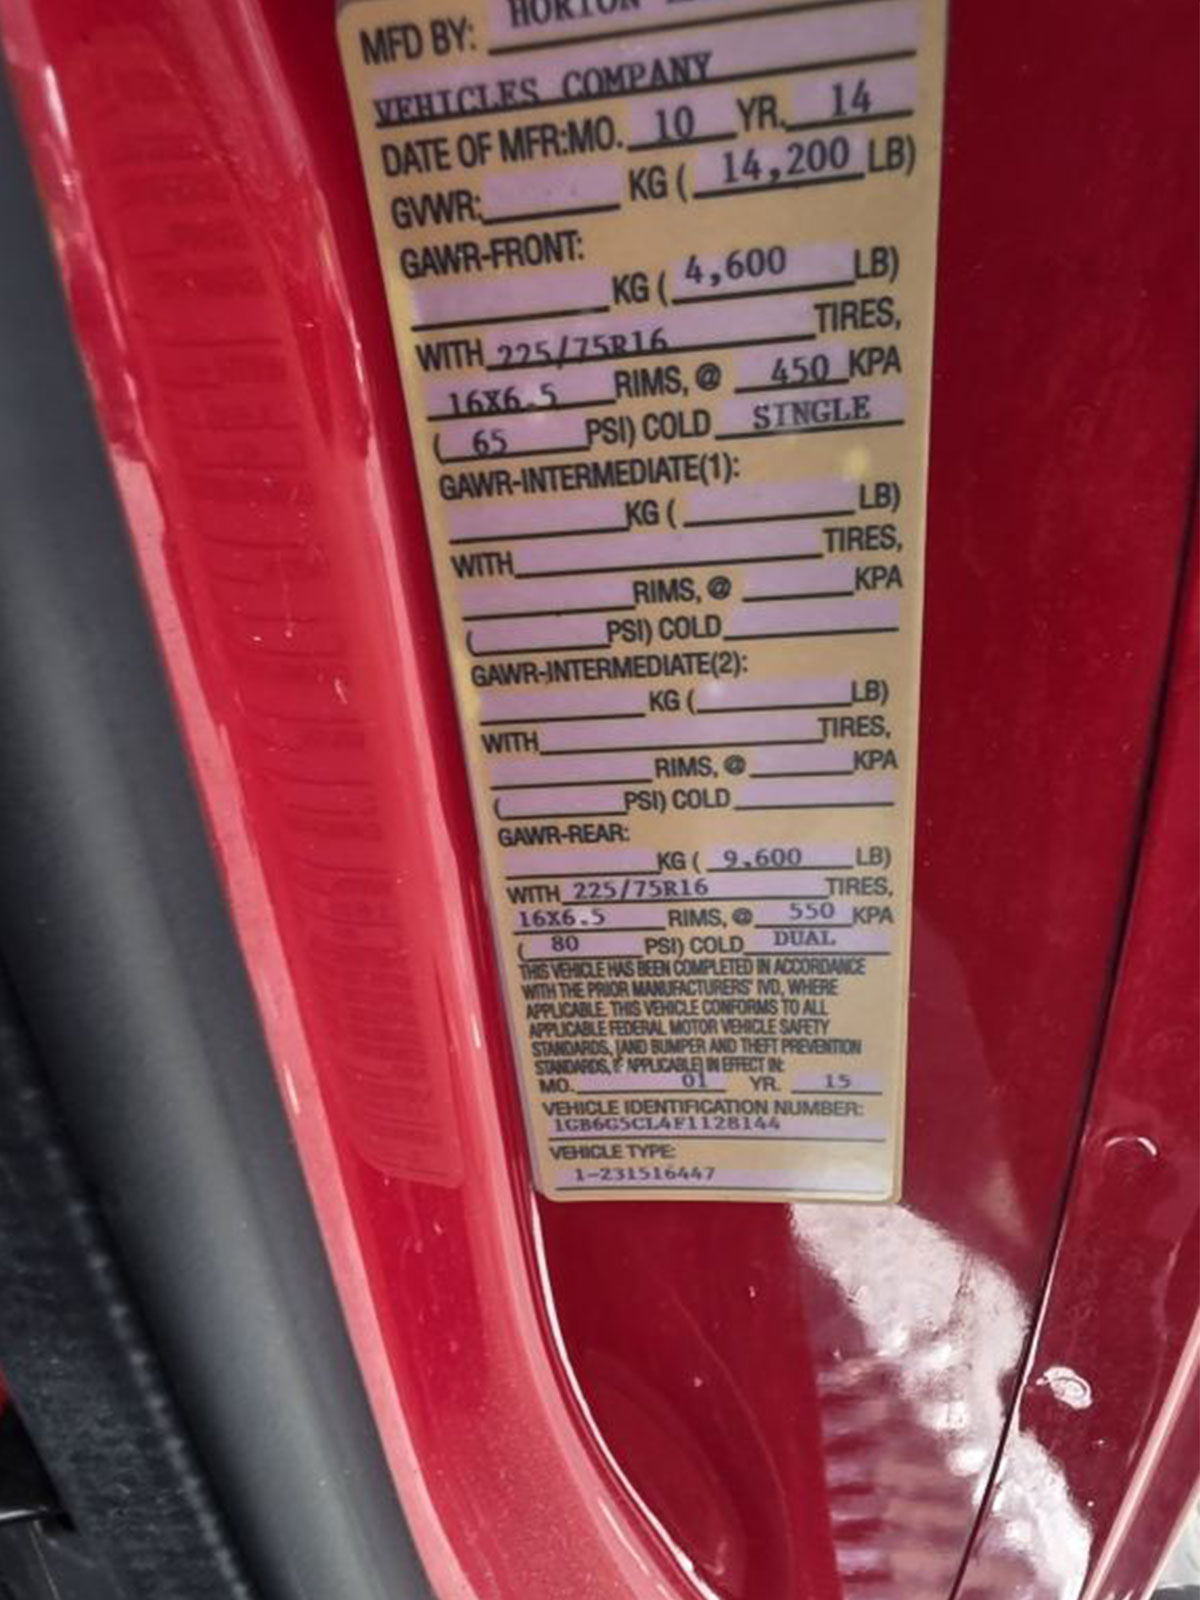 MFD BY: HORTON
VEHICLES COMPANY
DATE OF MFR:MO. 10 YR. 14
GVWR: KG ( 14,200 LB)
GAWR-FRONT:
KG ( 4,600 LB)
WITH 225/75R16 TIRES,
16X6.5 RIMS, @ 450 KPA
( 65 PSI) COLD SINGLE
GAWR-INTERMEDIATE(1):
KG ( LB)
WITH TIRES,
RIMS, @ KPA
( PSI) COLD
GAWR-INTERMEDIATE(2):
KG ( LB)
WITH TIRES,
RIMS, @ KPA
( PSI) COLD
GAWR-REAR:
KG ( 9,600 LB)
WITH 225/75R16 TIRES,
16X6.5 RIMS, @ 550 KPA
( 80 PSI) COLD DUAL
THIS VEHICLE HAS BEEN COMPLETED IN ACCORDANCE
WITH THE PRIOR MANUFACTURERS' IVD, WHERE
APPLICABLE. THIS VEHICLE CONFORMS TO ALL
APPLICABLE FEDERAL MOTOR VEHICLE SAFETY
STANDARDS, [AND BUMPER AND THEFT PREVENTION
STANDARDS, IF APPLICABLE] IN EFFECT IN:
MO. 01 YR. 15
VEHICLE IDENTIFICATION NUMBER:
1GB6G5CL4F1128144
VEHICLE TYPE:
1-231516447